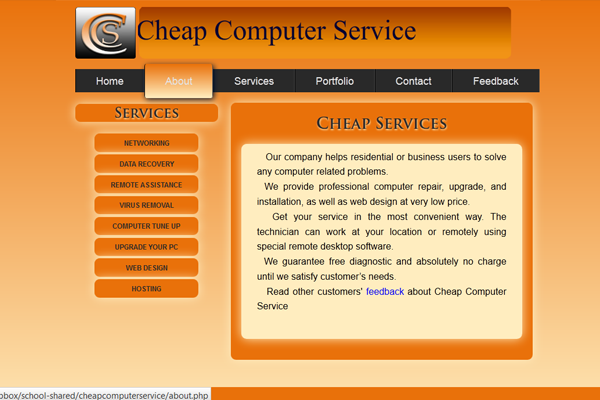 CCS
Cheap Computer Service
Home About Services Portfolio Contact Feedback
SERVICES
NETWORKING
DATA RECOVERY
REMOTE ASSISTANCE
VIRUS REMOVAL
COMPUTER TUNE UP
UPGRADE YOUR PC
WEB DESIGN
HOSTING
CHEAP SERVICES
Our company helps residential or business users to solve
any computer related problems.
We provide professional computer repair, upgrade, and
installation, as well as web design at very low price.
Get your service in the most convenient way. The
technician can work at your location or remotely using
special remote desktop software.
We guarantee free diagnostic and absolutely no charge
until we satisfy customer's needs.
Read other customers' feedback about Cheap Computer
Service
obox/school-shared/cheapcomputerservice/about.php